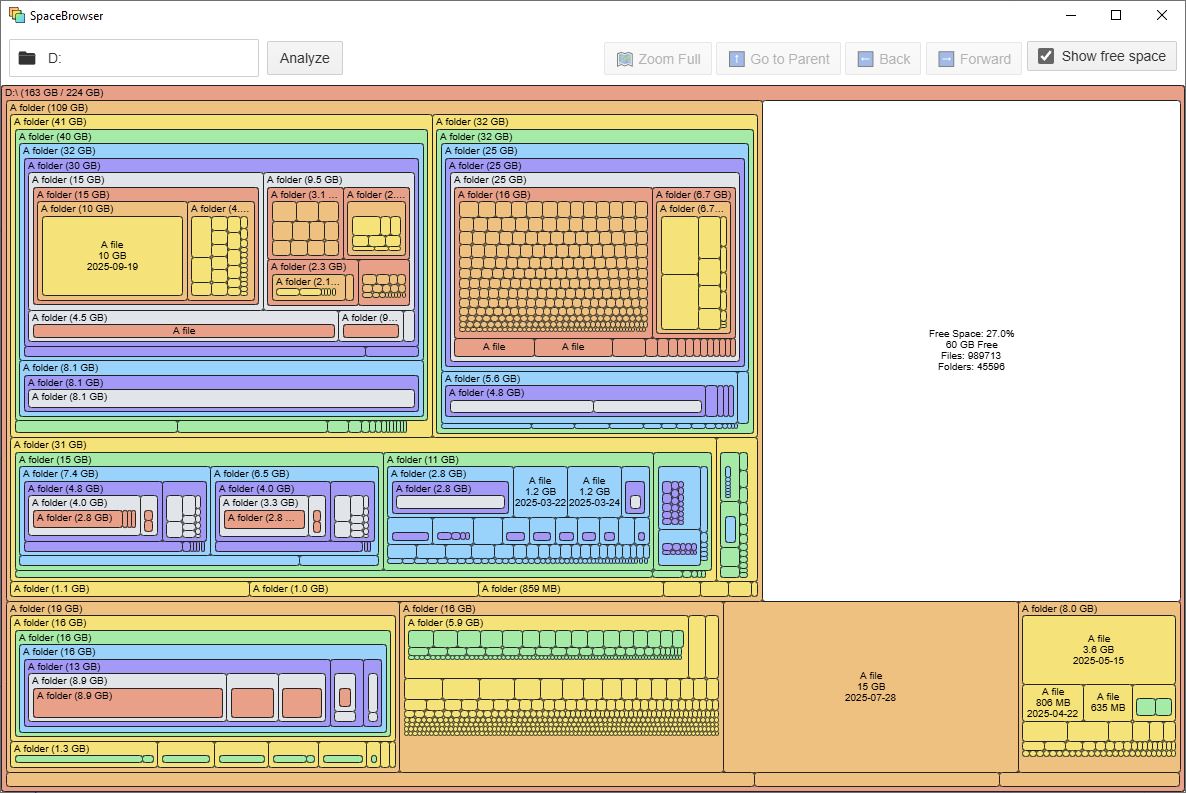 SpaceBrowser
D:
Analyze
Zoom Full
Go to Parent
Back
Forward
Show free space
D:\ (163 GB / 224 GB)
A folder (109 GB)
A folder (41 GB)
A folder (40 GB)
A folder (32 GB)
A folder (30 GB)
A folder (15 GB)
A folder (15 GB)
A folder (10 GB)
A file
10 GB
2025-09-19
A folder (4....
A folder (9.5 GB)
A folder (3.1 ...
A folder (2....
A folder (2.3 GB)
A folder (2.1...
A folder (4.5 GB)
A file
A folder (9...
A folder (8.1 GB)
A folder (8.1 GB)
A folder (8.1 GB)
A folder (32 GB)
A folder (32 GB)
A folder (25 GB)
A folder (25 GB)
A folder (25 GB)
A folder (16 GB)
A folder (6.7 GB)
A folder (6.7...
A file
A file
A folder (5.6 GB)
A folder (4.8 GB)
Free Space: 27.0%
60 GB Free
Files: 989713
Folders: 45596
A folder (31 GB)
A folder (15 GB)
A folder (7.4 GB)
A folder (4.8 GB)
A folder (4.0 GB)
A folder (2.8 GB)
A folder (6.5 GB)
A folder (4.0 GB)
A folder (3.3 GB)
A folder (2.8 ...
A folder (11 GB)
A folder (2.8 GB)
A folder (2.8 GB)
A file
1.2 GB
2025-03-22
A file
1.2 GB
2025-03-24
A folder (1.1 GB)
A folder (1.0 GB)
A folder (859 MB)
A folder (19 GB)
A folder (16 GB)
A folder (16 GB)
A folder (16 GB)
A folder (13 GB)
A folder (8.9 GB)
A folder (8.9 GB)
A folder (1.3 GB)
A folder (16 GB)
A folder (5.9 GB)
A file
15 GB
2025-07-28
A folder (8.0 GB)
A file
3.6 GB
2025-05-15
A file
806 MB
2025-04-22
A file
635 MB